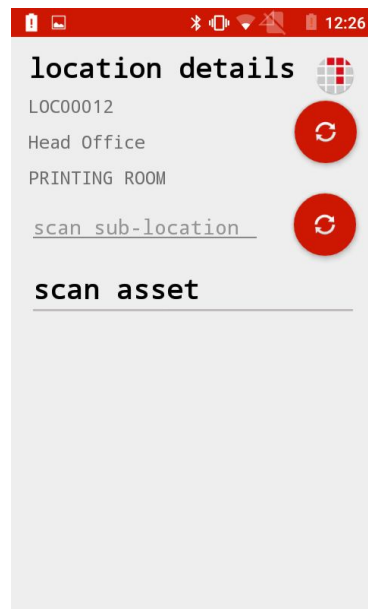 12:26
location details
LOC00012
Head Office
PRINTING ROOM
scan sub-location
scan asset